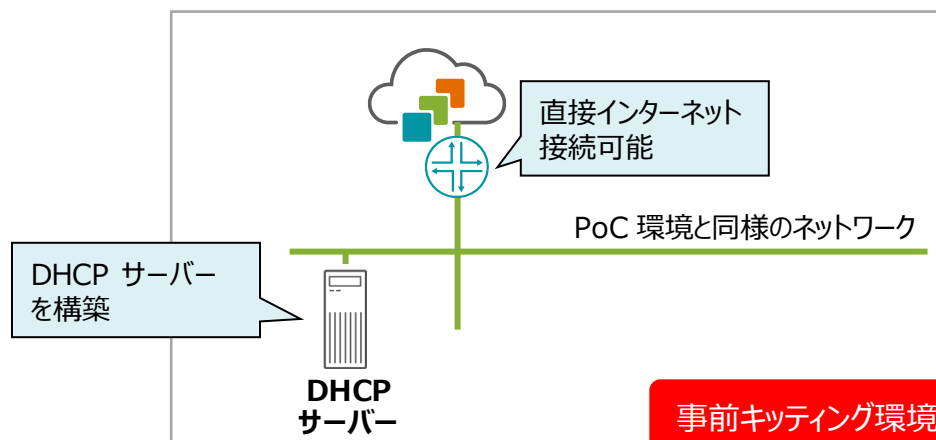 直接インターネット
接続可能
PoC 環境と同様のネットワーク
DHCP サーバー
を構築
DHCP
サーバー
事前キッティング環境